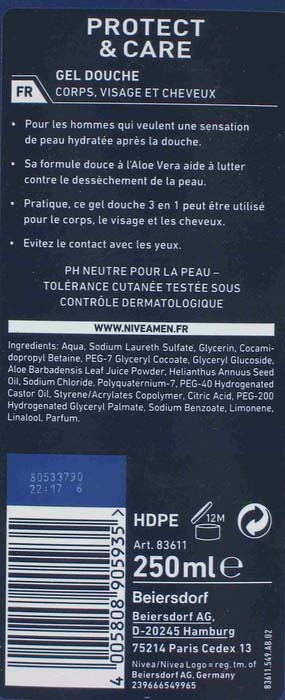 PROTECT
& CARE
GEL DOUCHE
FR CORPS, VISAGE ET CHEVEUX
• Pour les hommes qui veulent une sensation
de peau hydratée après la douche.
• Sa formule douce à l'Aloe Vera aide à lutter
contre le dessèchement de la peau.
• Pratique, ce gel douche 3 en 1 peut être utilisé
pour le corps, le visage et les cheveux.
• Evitez le contact avec les yeux.
PH NEUTRE POUR LA PEAU –
TOLÉRANCE CUTANÉE TESTÉE SOUS
CONTRÔLE DERMATOLOGIQUE
WWW.NIVEAMEN.FR
Ingredients: Aqua, Sodium Laureth Sulfate, Glycerin, Cocami-
dopropyl Betaine, PEG-7 Glyceryl Cocoate, Glyceryl Glucoside,
Aloe Barbadensis Leaf Juice Powder, Helianthus Annuus Seed
Oil, Sodium Chloride, Polyquaternium-7, PEG-40 Hydrogenated
Castor Oil, Styrene/Acrylates Copolymer, Citric Acid, PEG-200
Hydrogenated Glyceryl Palmate, Sodium Benzoate, Limonene,
Linalool, Parfum.
80533790
22:17 6
4 005808 905935 >
HDPE 12M
Art. 83611
250ml e
Beiersdorf
Beiersdorf AG,
D-20245 Hamburg
75214 Paris Cedex 13
Nivea/Nivea Logo = reg. tm. of
Beiersdorf AG, Germany
239666549965
83611.549.AB.02